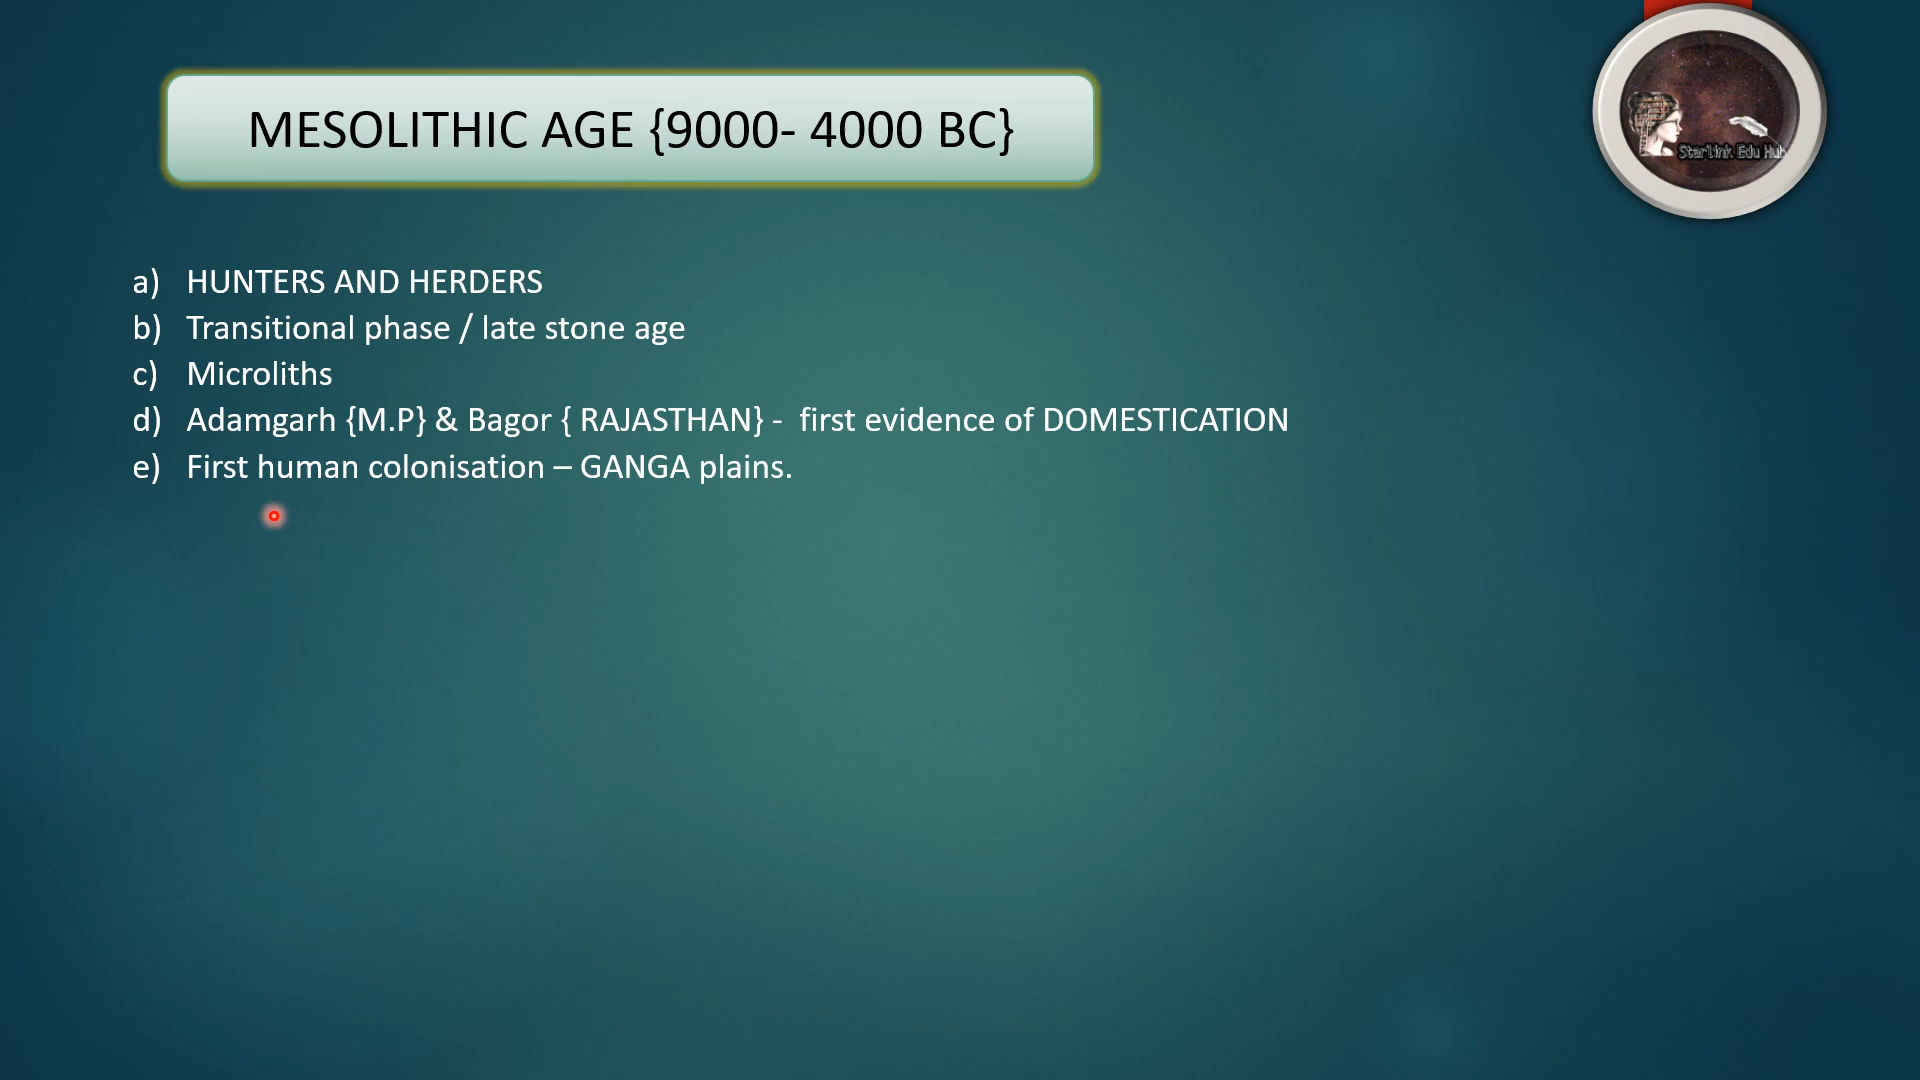 MESOLITHIC AGE {9000- 4000 BC}
Starlink Edu Hub
a) HUNTERS AND HERDERS
b) Transitional phase / late stone age
c) Microliths
d) Adamgarh {M.P} & Bagor { RAJASTHAN} -  first evidence of DOMESTICATION
e) First human colonisation – GANGA plains.